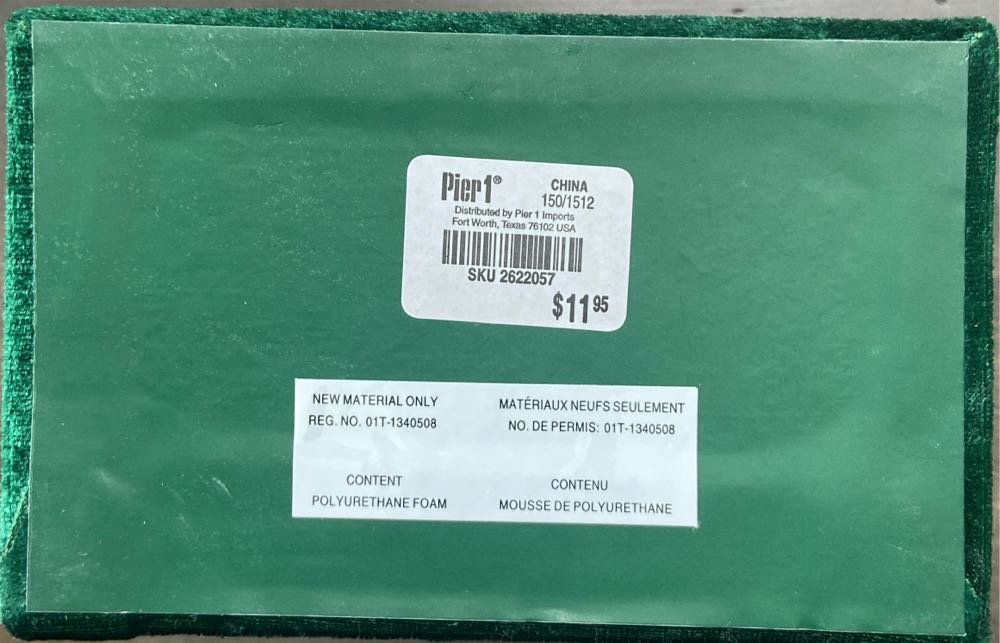 Pier1® CHINA
150/1512
Distributed by Pier 1 Imports
Fort Worth, Texas 76102 USA
SKU 2622057
$11 95
NEW MATERIAL ONLY
REG. NO. 01T-1340508
CONTENT
POLYURETHANE FOAM
MATÉRIAUX NEUFS SEULEMENT
NO. DE PERMIS: 01T-1340508
CONTENU
MOUSSE DE POLYURETHANE